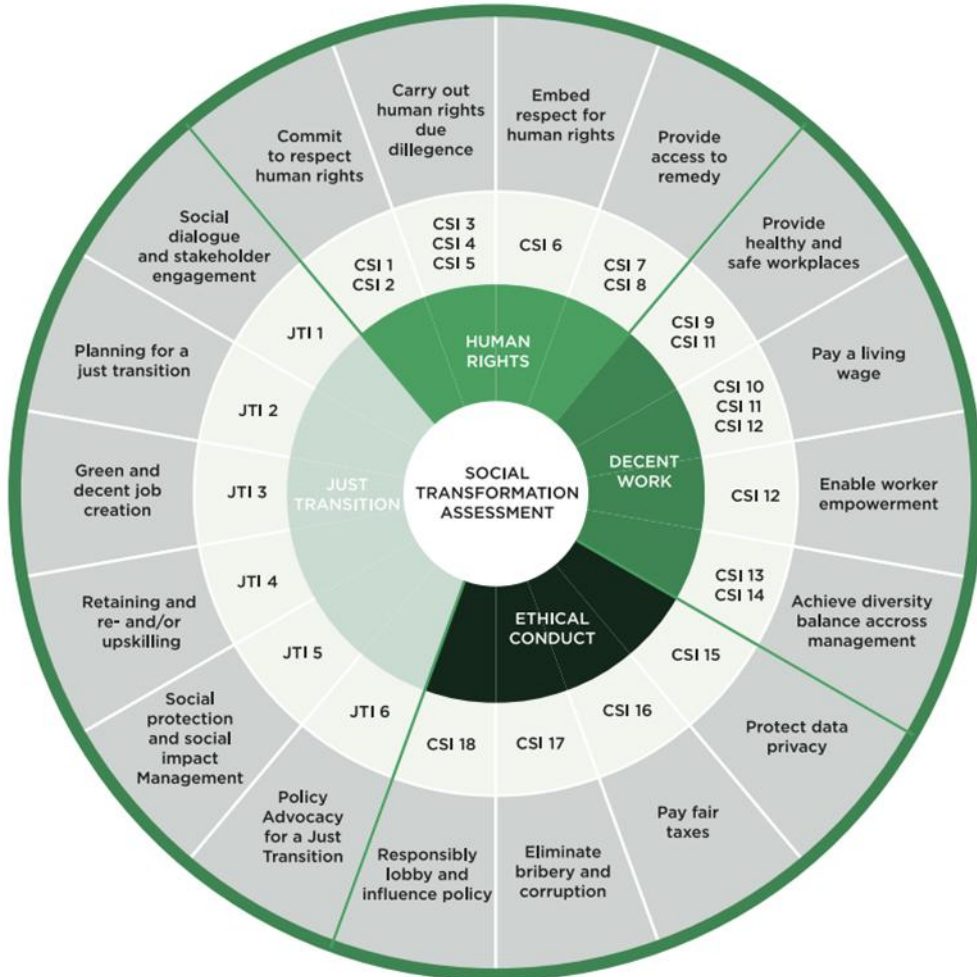 SOCIAL
TRANSFORMATION
ASSESSMENT
HUMAN
RIGHTS
Commit
to respect
human rights
CSI 1
CSI 2
Carry out
human rights
due
dillegence
CSI 3
CSI 4
CSI 5
Embed
respect for
human rights
CSI 6
Provide
access to
remedy
CSI 7
CSI 8
DECENT
WORK
Provide
healthy and
safe workplaces
CSI 9
CSI 11
Pay a living
wage
CSI 10
CSI 11
CSI 12
Enable worker
empowerment
CSI 12
Achieve diversity
balance accross
management
CSI 13
CSI 14
ETHICAL
CONDUCT
Protect data
privacy
CSI 15
Pay fair
taxes
CSI 16
Eliminate
bribery and
corruption
CSI 17
Responsibly
lobby and
influence policy
CSI 18
JUST
TRANSITION
Policy
Advocacy
for a Just
Transition
JTI 6
Social
protection
and social
impact
Management
JTI 5
Retaining and
re- and/or
upskilling
JTI 4
Green and
decent job
creation
JTI 3
Planning for a
just transition
JTI 2
Social
dialogue
and stakeholder
engagement
JTI 1